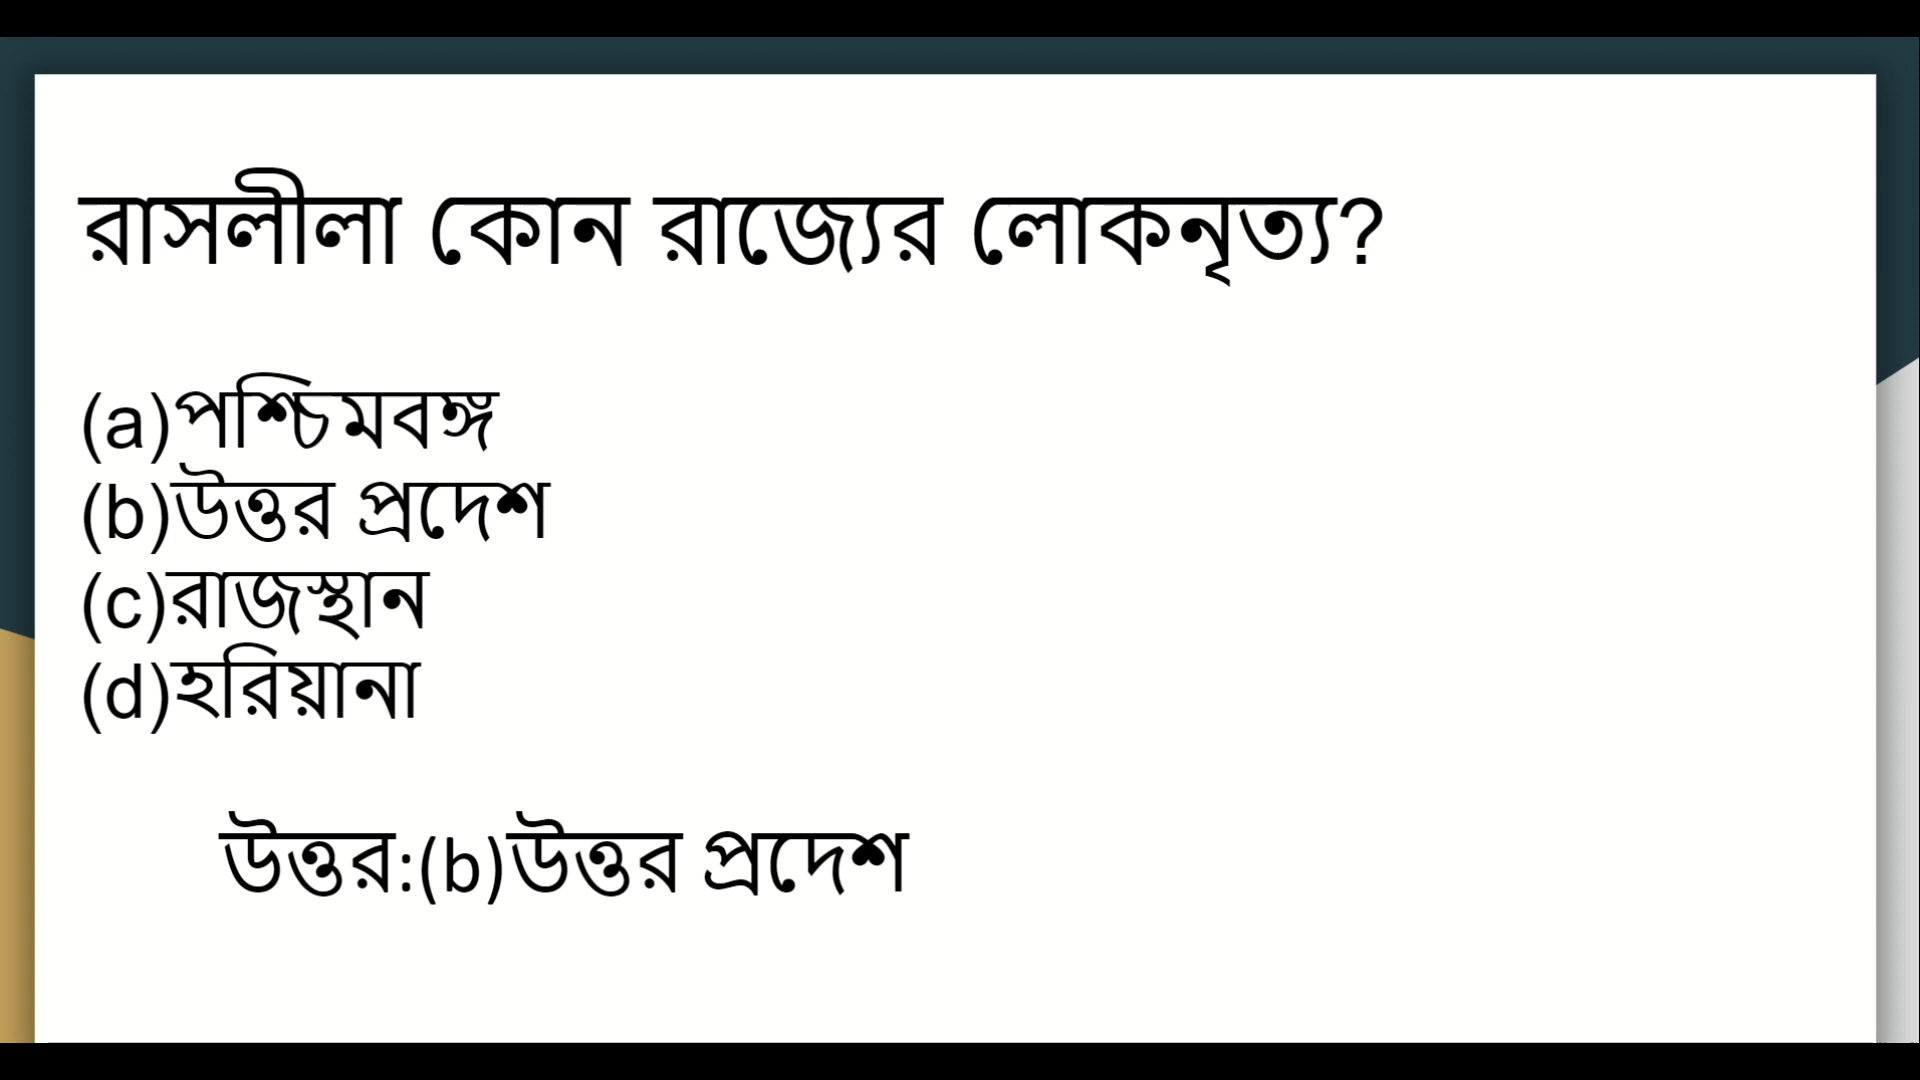 রাসলীলা কোন রাজ্যের লোকনৃত্য?
(a)পশ্চিমবঙ্গ
(b)উত্তর প্রদেশ
(c)রাজস্থান
(d)হরিয়ানা
উত্তর:(b)উত্তর প্রদেশ